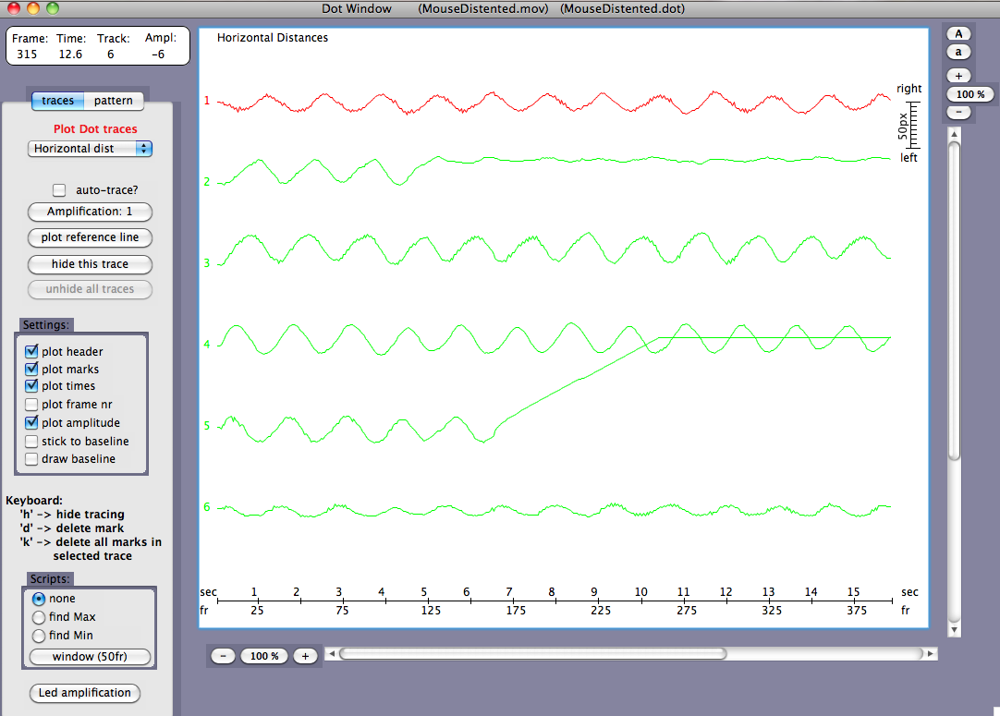 Dot Window (MouseDistented.mov) (MouseDistented.dot)
Frame: Time: Track: Ampl:
315 12.6 6 -6
traces pattern
Plot Dot traces
Horizontal dist
auto-trace?
Amplification: 1
plot reference line
hide this trace
unhide all traces
Settings:
plot header
plot marks
plot times
plot frame nr
plot amplitude
stick to baseline
draw baseline
Keyboard:
'h' -> hide tracing
'd' -> delete mark
'k' -> delete all marks in
selected trace
Scripts:
none
find Max
find Min
window (50fr)
Led amplification
Horizontal Distances
1
2
3
4
5
6
right
50px
left
sec 1 2 3 4 5 6 7 8 9 10 11 12 13 14 15 sec
fr 25 75 125 175 225 275 325 375 fr
- 100 % +
A
a
+
100 %
-